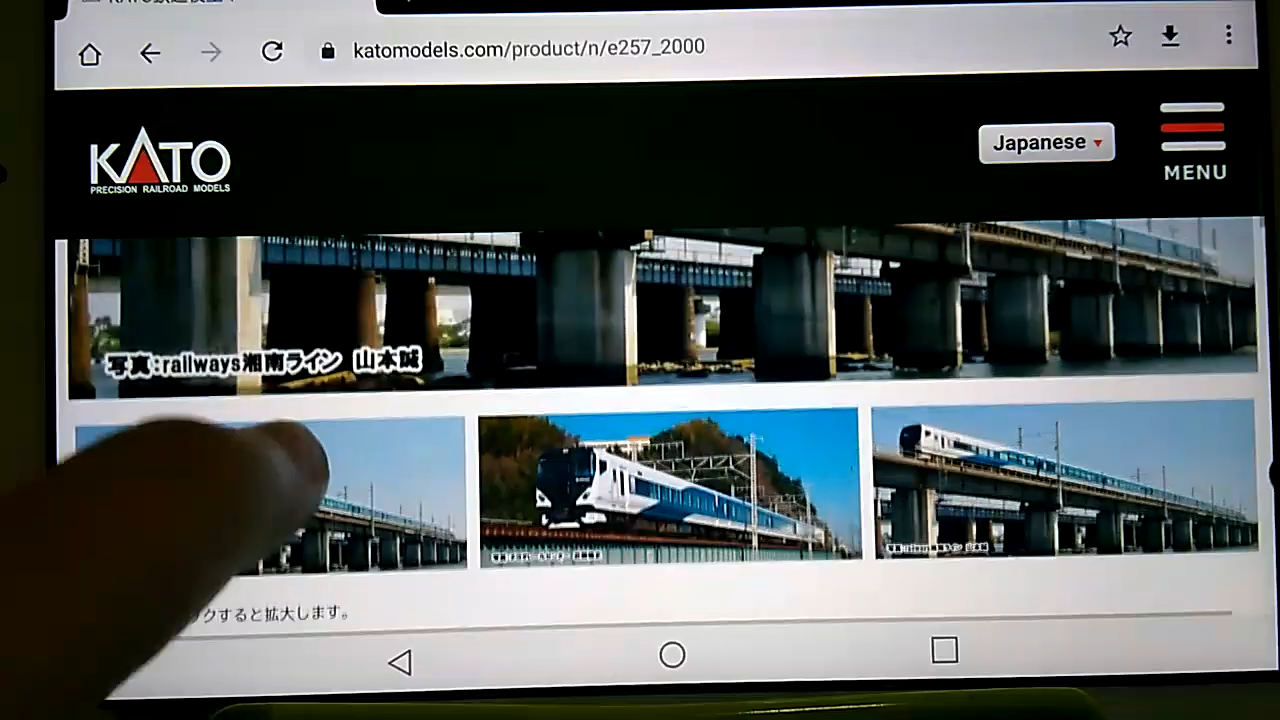 katomodels.com/product/n/e257_2000
KATO
PRECISION RAILROAD MODELS
Japanese
MENU
写真:railways湘南ライン 山本誠
クすると拡大します。